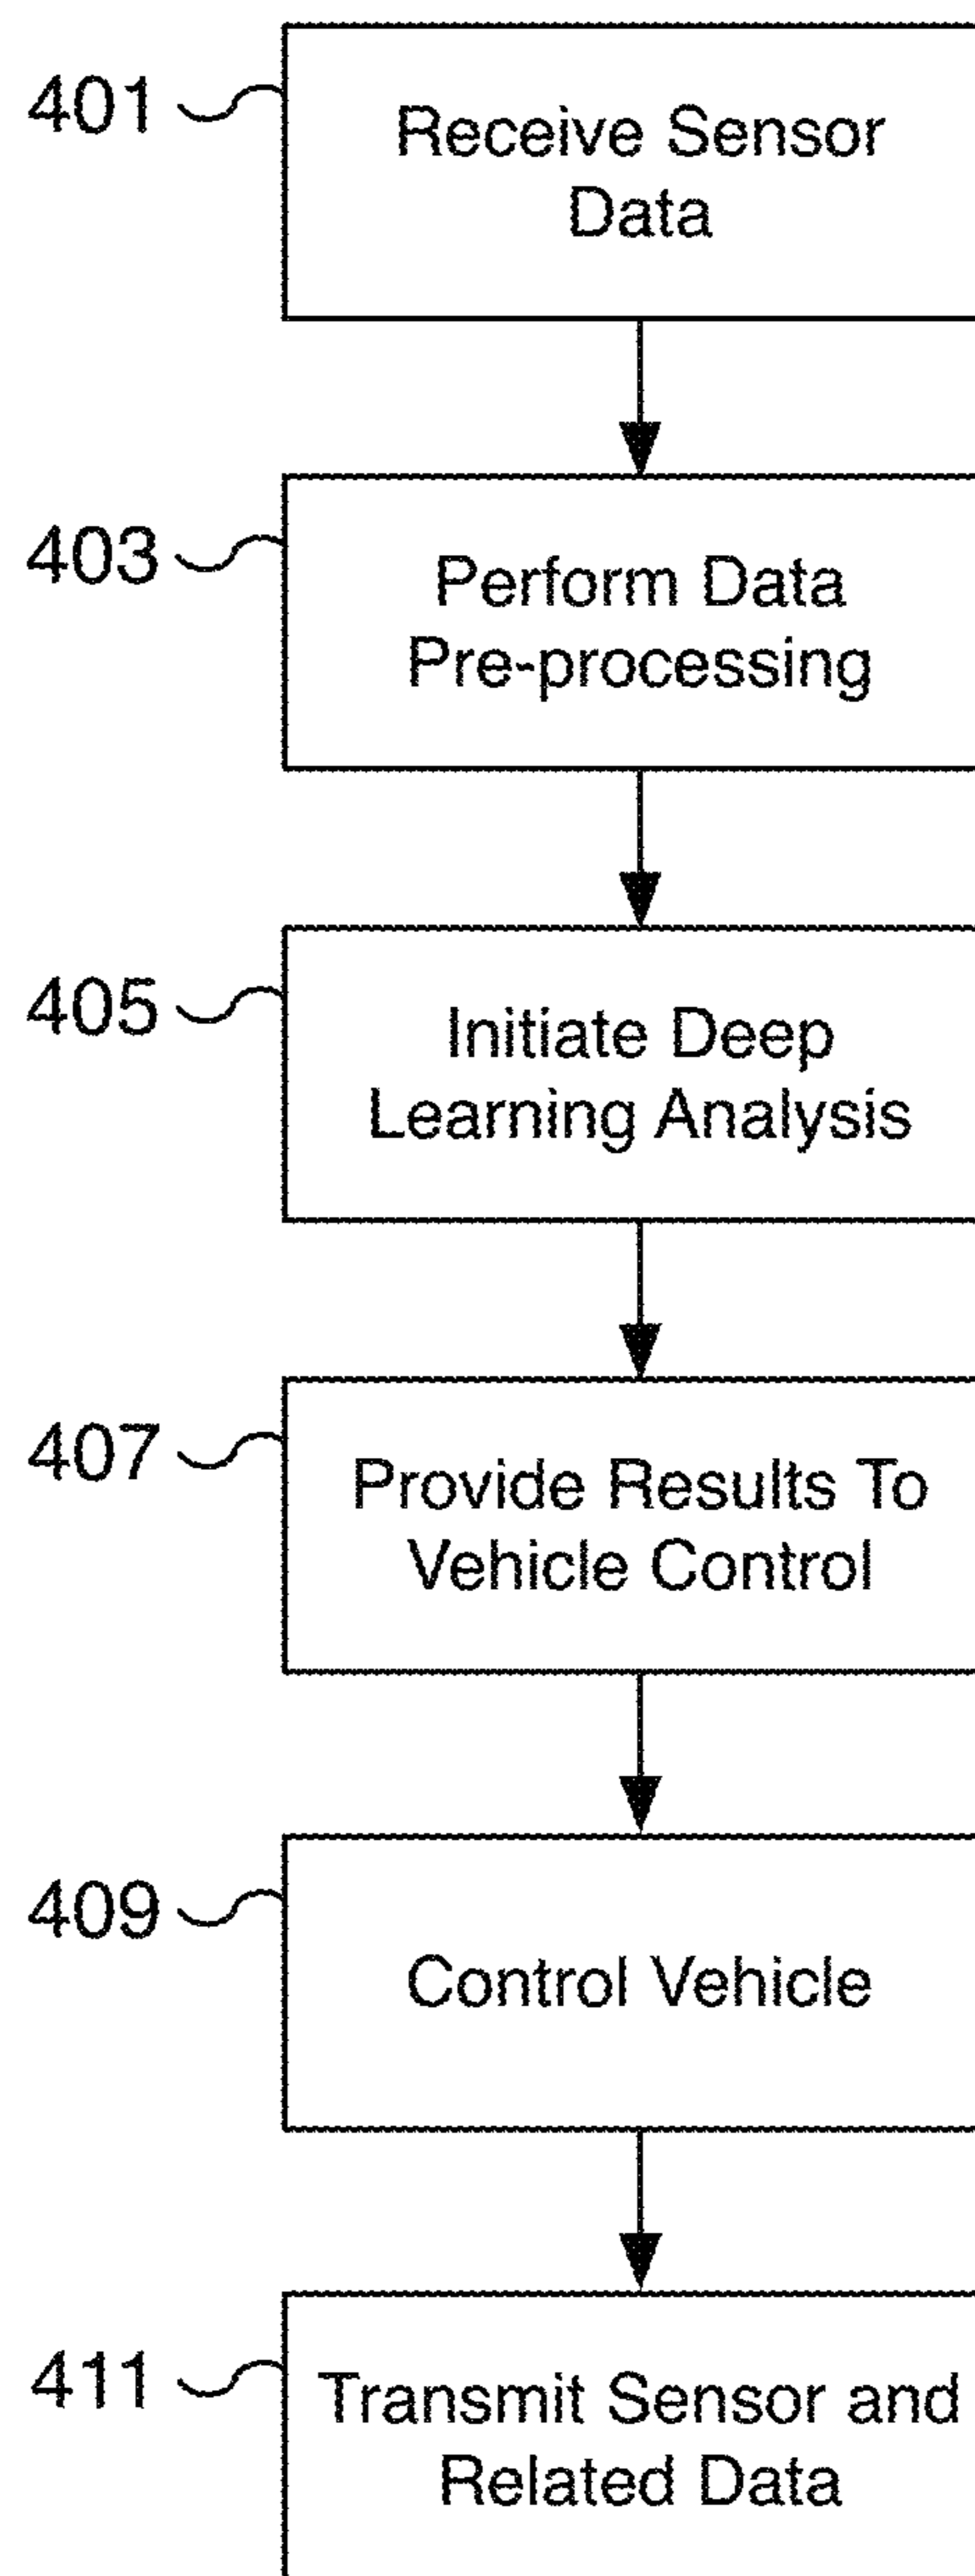 401
Receive Sensor
Data
403
Perform Data
Pre-processing
405
Initiate Deep
Learning Analysis
407
Provide Results To
Vehicle Control
409
Control Vehicle
411
Transmit Sensor and
Related Data